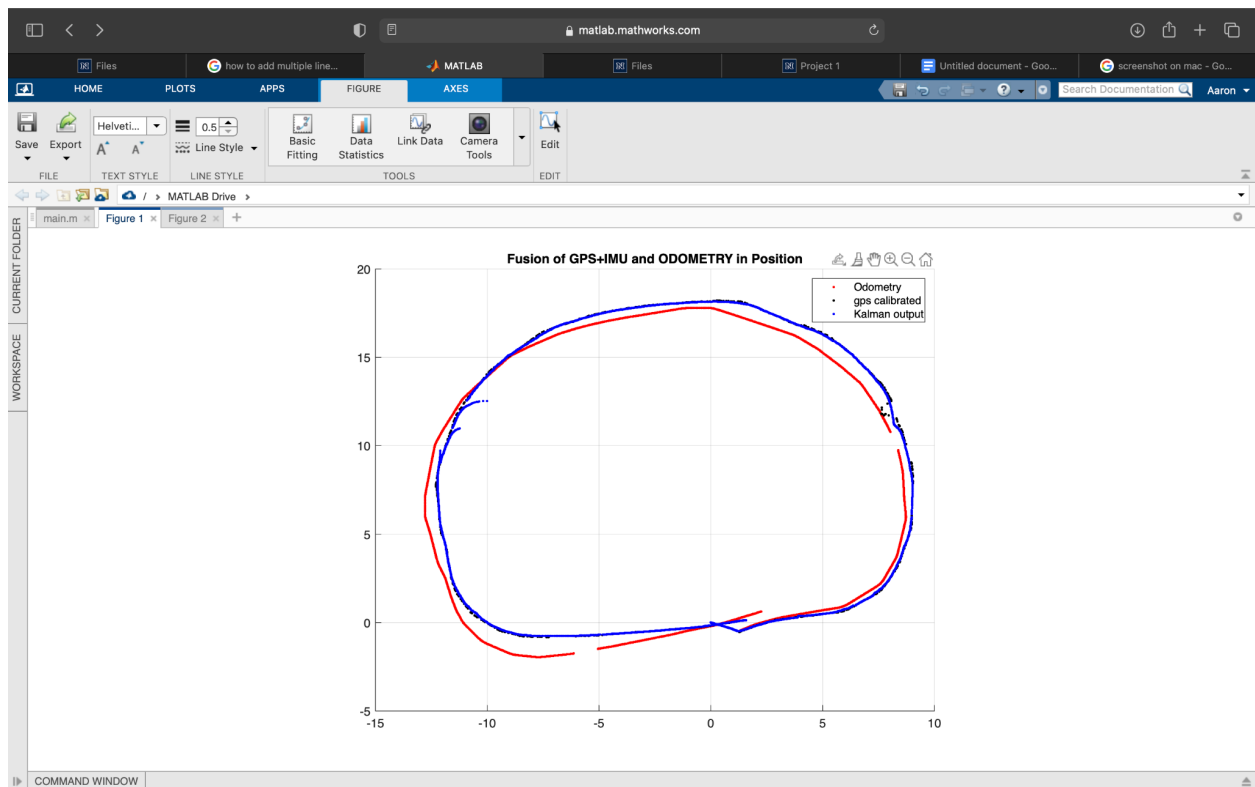 matlab.mathworks.com
Files
how to add multiple line...
MATLAB
Files
Project 1
Untitled document - Goo...
screenshot on mac - Go...
HOME PLOTS APPS FIGURE AXES
Search Documentation Aaron
Helveti... 0.5
Save Export A A Line Style Basic Fitting Data Statistics Link Data Camera Tools Edit
FILE TEXT STYLE LINE STYLE TOOLS EDIT
/ › MATLAB Drive ›
CURRENT FOLDER
WORKSPACE
main.m × Figure 1 × Figure 2 × +
Fusion of GPS+IMU and ODOMETRY in Position
Odometry
gps calibrated
Kalman output
20
15
10
5
0
-5
-15 -10 -5 0 5 10
COMMAND WINDOW